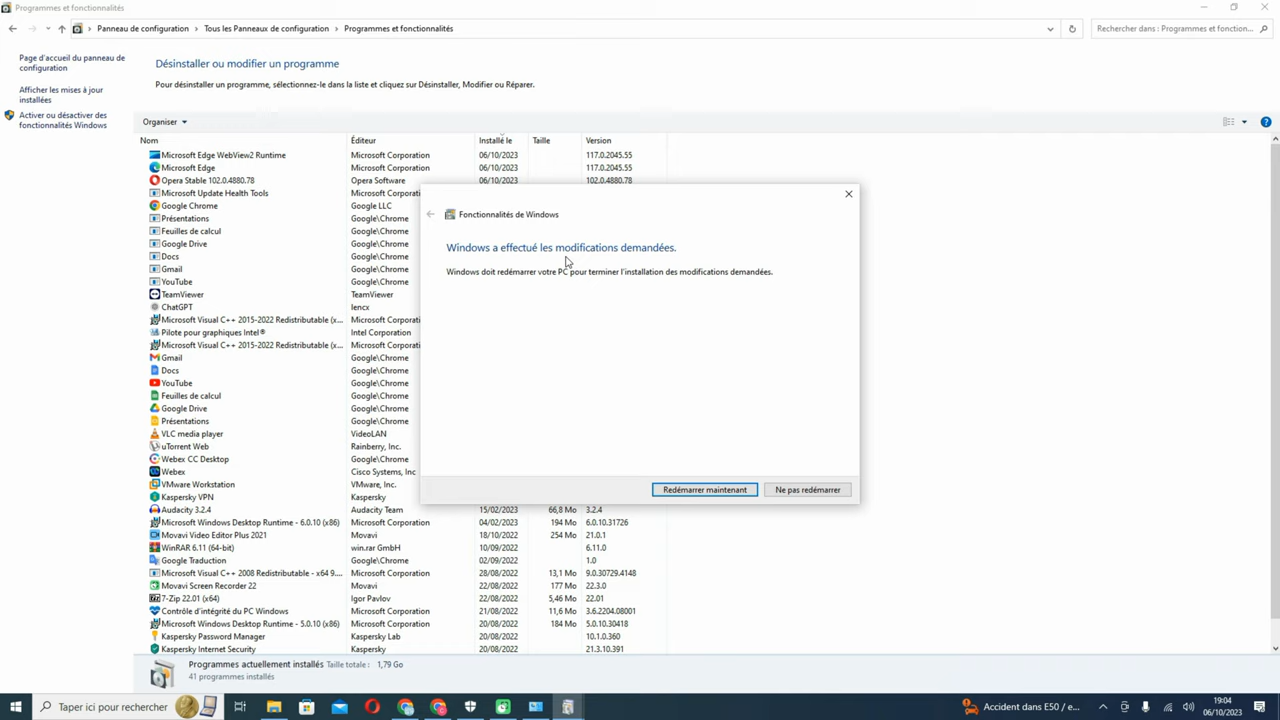 Programmes et fonctionnalités
Panneau de configuration > Tous les Panneaux de configuration > Programmes et fonctionnalités
Rechercher dans : Programmes et fonction...
Page d'accueil du panneau de
configuration
Afficher les mises à jour
installées
Activer ou désactiver des
fonctionnalités Windows
Désinstaller ou modifier un programme
Pour désinstaller un programme, sélectionnez-le dans la liste et cliquez sur Désinstaller, Modifier ou Réparer.
Organiser
Nom Éditeur Installé le Taille Version
Microsoft Edge WebView2 Runtime Microsoft Corporation 06/10/2023 117.0.2045.55
Microsoft Edge Microsoft Corporation 06/10/2023 117.0.2045.55
Opera Stable 102.0.4880.78 Opera Software 06/10/2023 102.0.4880.78
Microsoft Update Health Tools Microsoft Corporation
Google Chrome Google LLC
Présentations Google\Chrome
Feuilles de calcul Google\Chrome
Google Drive Google\Chrome
Docs Google\Chrome
Gmail Google\Chrome
YouTube Google\Chrome
TeamViewer TeamViewer
ChatGPT lencx
Microsoft Visual C++ 2015-2022 Redistributable (x... Microsoft Corporati
Pilote pour graphiques Intel® Intel Corporation
Microsoft Visual C++ 2015-2022 Redistributable (x... Microsoft Corporati
Gmail Google\Chrome
Docs Google\Chrome
YouTube Google\Chrome
Feuilles de calcul Google\Chrome
Google Drive Google\Chrome
Présentations Google\Chrome
VLC media player VideoLAN
uTorrent Web Rainberry, Inc.
Webex CC Desktop Google\Chrome
Webex Cisco Systems, Inc
VMware Workstation VMware, Inc.
Kaspersky VPN Kaspersky
Audacity 3.2.4 Audacity Team 15/02/2023 66,8 Mo 3.2.4
Microsoft Windows Desktop Runtime - 6.0.10 (x86) Microsoft Corporation 04/02/2023 194 Mo 6.0.10.31726
Movavi Video Editor Plus 2021 Movavi 18/10/2022 254 Mo 21.0.1
WinRAR 6.11 (64-bit) win.rar GmbH 10/09/2022 6.11.0
Google Traduction Google\Chrome 02/09/2022 1.0
Microsoft Visual C++ 2008 Redistributable - x64 9.... Microsoft Corporation 28/08/2022 13,1 Mo 9.0.30729.4148
Movavi Screen Recorder 22 Movavi 22/08/2022 177 Mo 22.3.0
7-Zip 22.01 (x64) Igor Pavlov 22/08/2022 5,46 Mo 22.01
Contrôle d'intégrité du PC Windows Microsoft Corporation 21/08/2022 11,6 Mo 3.6.2204.08001
Microsoft Windows Desktop Runtime - 5.0.10 (x86) Microsoft Corporation 20/08/2022 184 Mo 5.0.10.30418
Kaspersky Password Manager Kaspersky Lab 20/08/2022 10.1.0.360
Kaspersky Internet Security Kaspersky 20/08/2022 21.3.10.391
Fonctionnalités de Windows
Windows a effectué les modifications demandées.
Windows doit redémarrer votre PC pour terminer l'installation des modifications demandées.
Redémarrer maintenant Ne pas redémarrer
Programmes actuellement installés Taille totale : 1,79 Go
41 programmes installés
Taper ici pour rechercher
Accident dans E50 / e...
19:04
06/10/2023